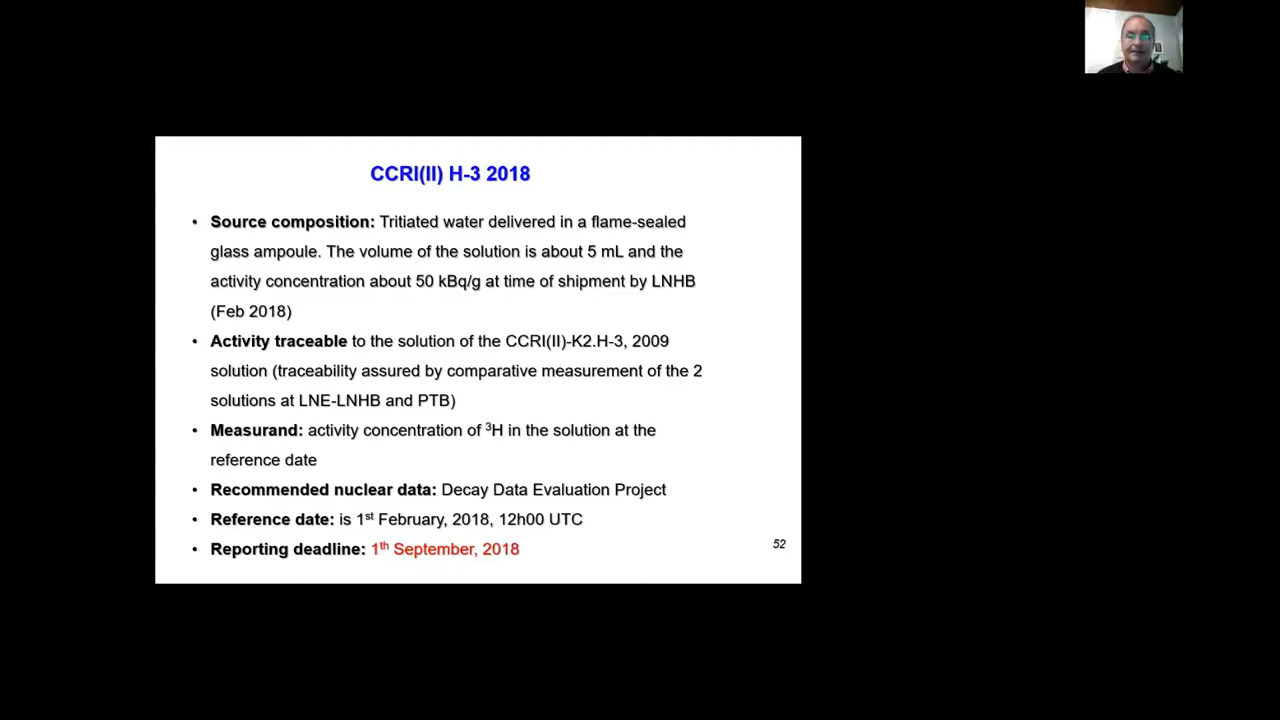 CCRI(II) H-3 2018
• Source composition: Tritiated water delivered in a flame-sealed
glass ampoule. The volume of the solution is about 5 mL and the
activity concentration about 50 kBq/g at time of shipment by LNHB
(Feb 2018)
• Activity traceable to the solution of the CCRI(II)-K2.H-3, 2009
solution (traceability assured by comparative measurement of the 2
solutions at LNE-LNHB and PTB)
• Measurand: activity concentration of ³H in the solution at the
reference date
• Recommended nuclear data: Decay Data Evaluation Project
• Reference date: is 1st February, 2018, 12h00 UTC
• Reporting deadline: 1th September, 2018
52